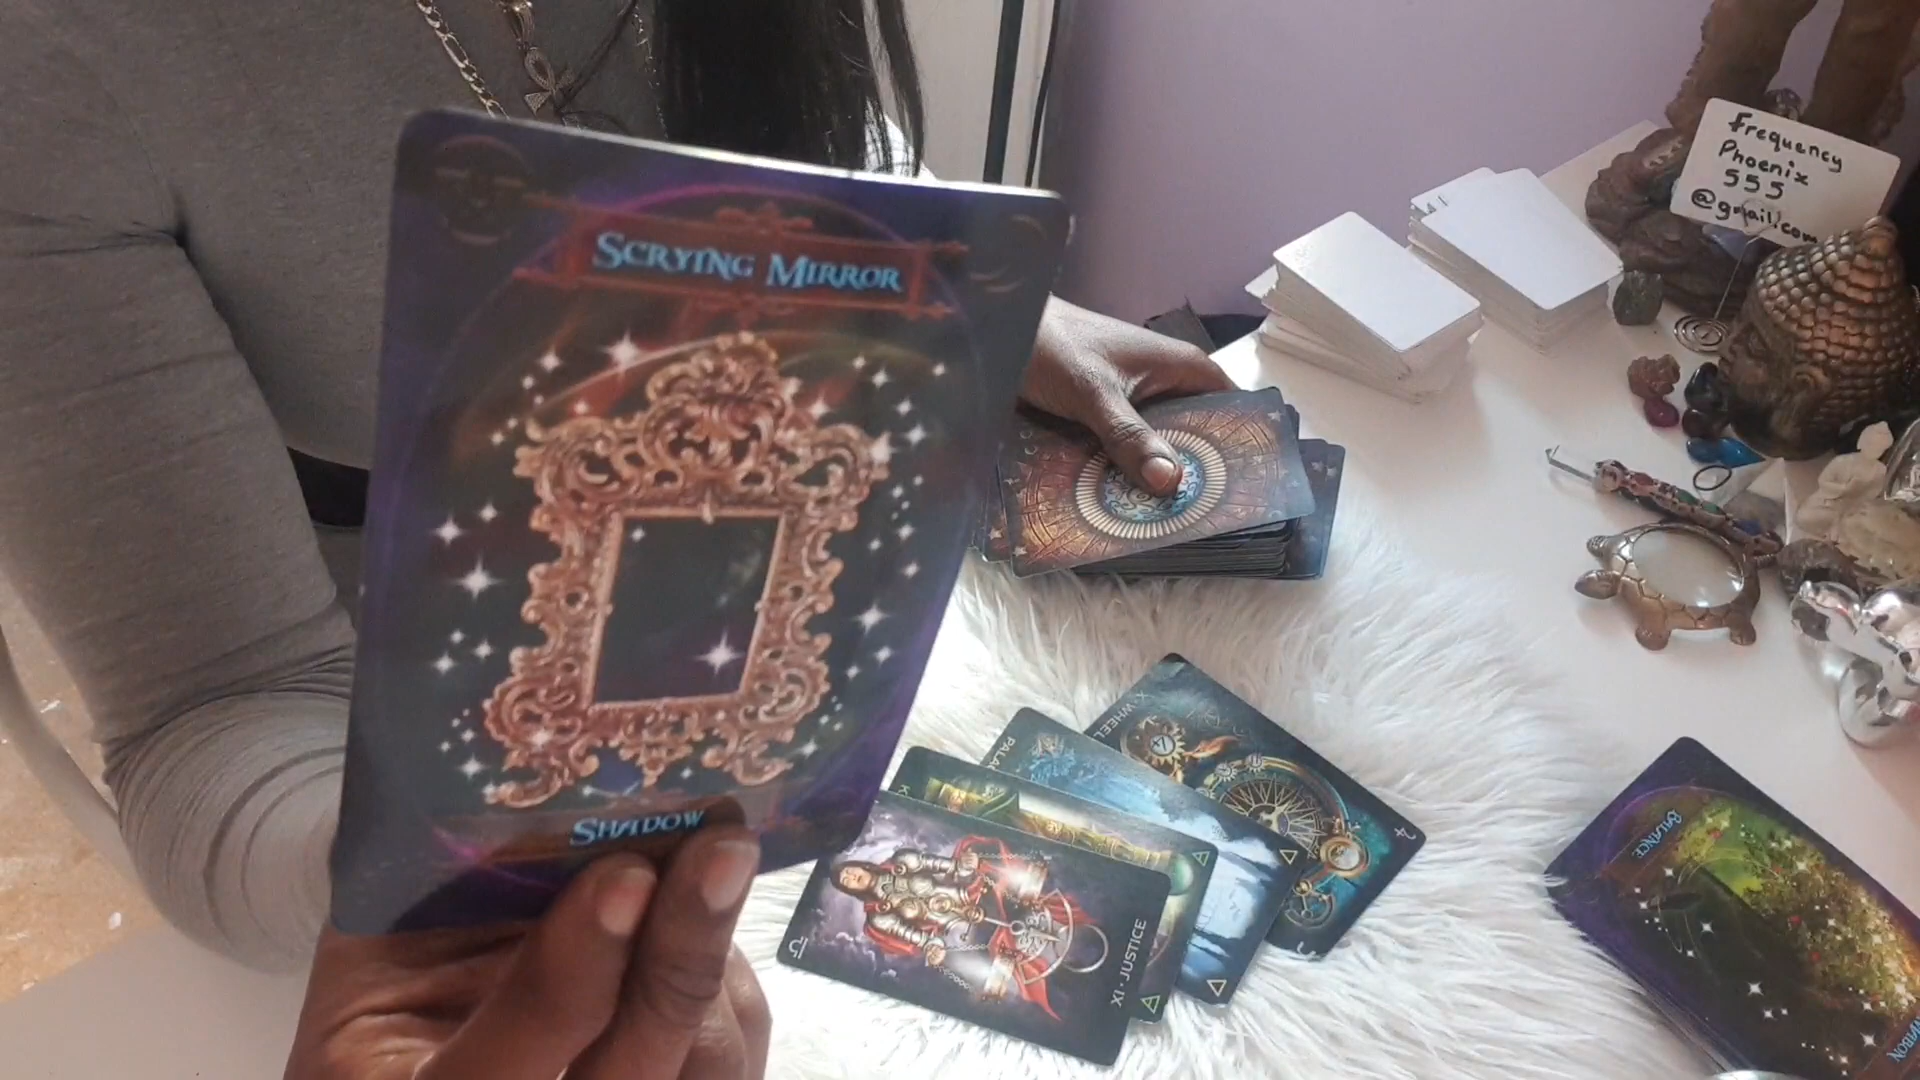 SCRYING MIRROR
SHADOW
Frequency
Phoenix
555
@gmail.com
X · WHEEL
XI · JUSTICE
BALANCE